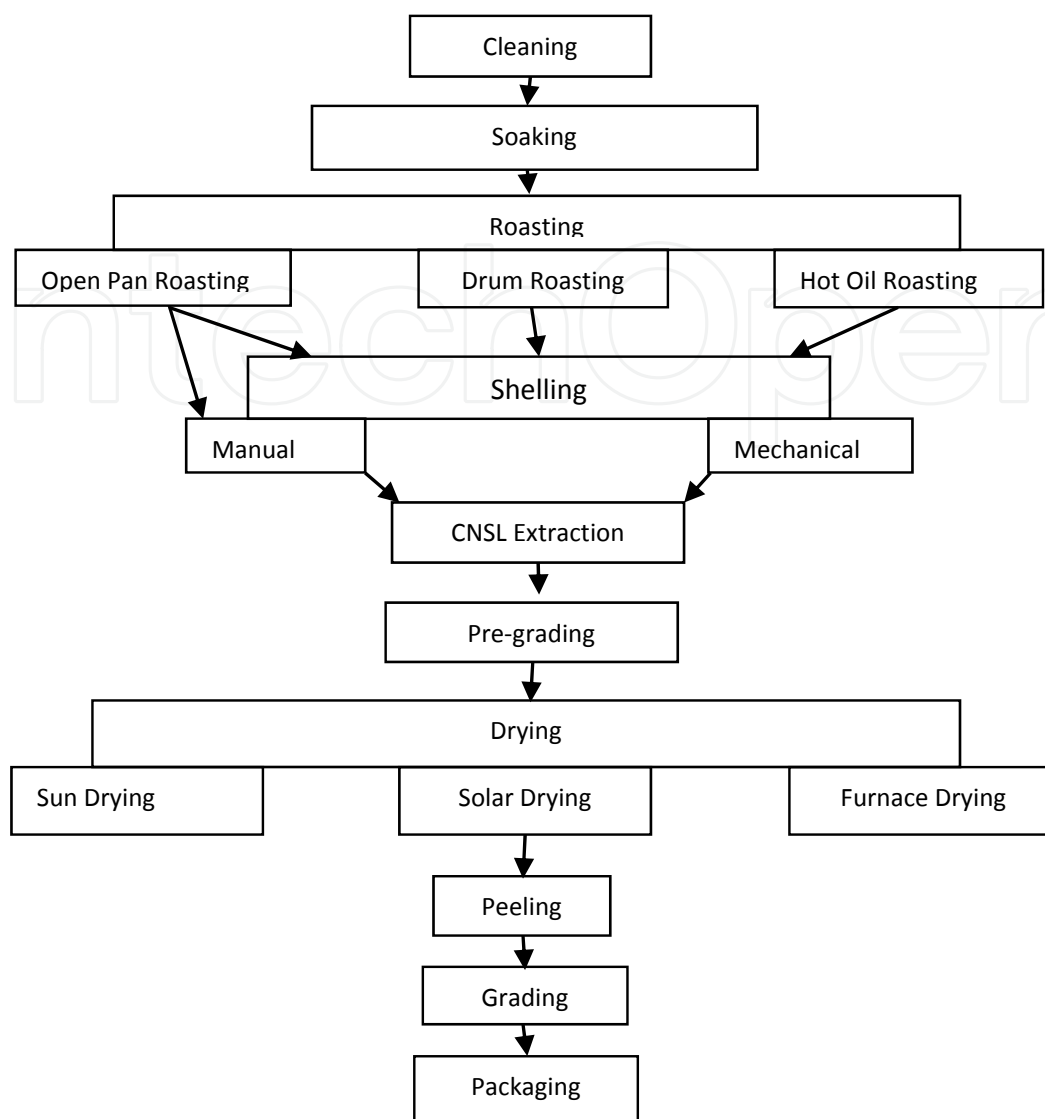 Cleaning
Soaking
Roasting
Open Pan Roasting
Drum Roasting
Hot Oil Roasting
Shelling
Manual
Mechanical
CNSL Extraction
Pre-grading
Drying
Sun Drying
Solar Drying
Furnace Drying
Peeling
Grading
Packaging